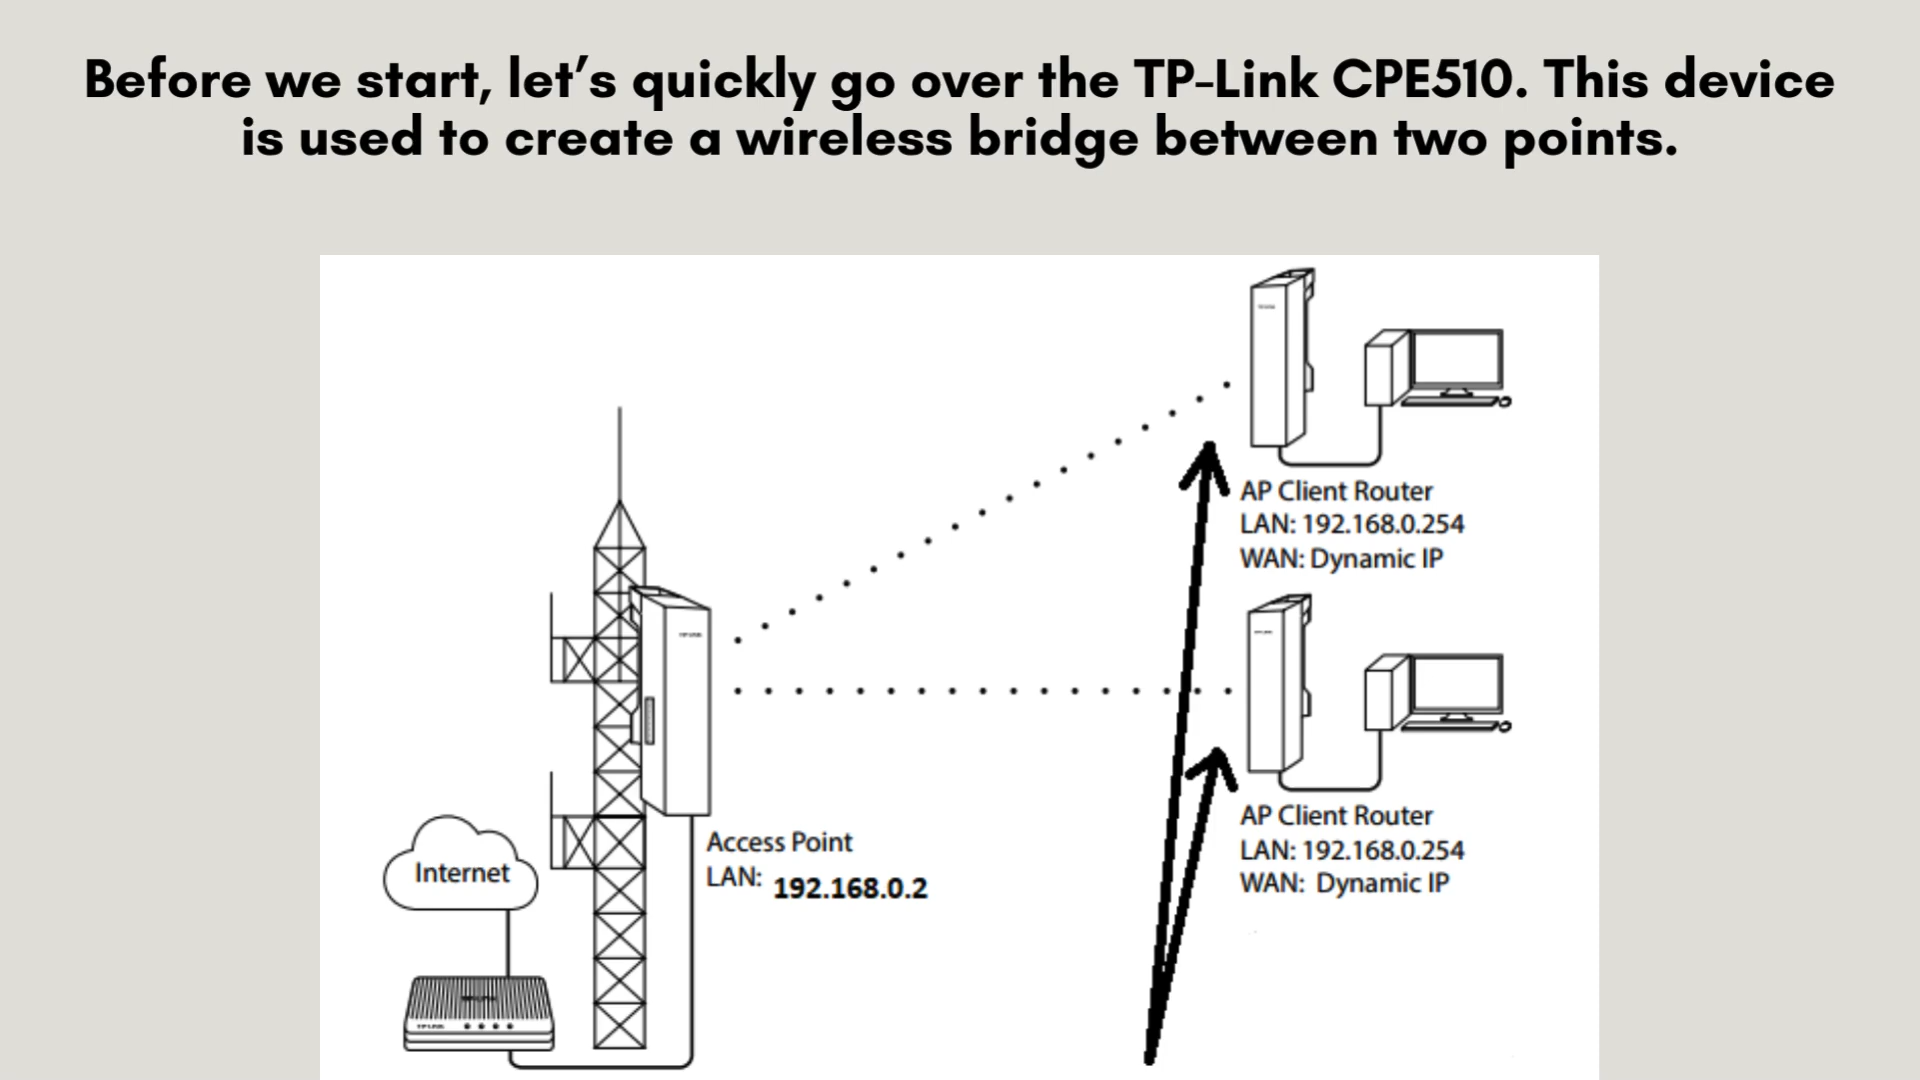 Before we start, let’s quickly go over the TP-Link CPE510. This device
is used to create a wireless bridge between two points.
AP Client Router
LAN: 192.168.0.254
WAN: Dynamic IP
AP Client Router
LAN: 192.168.0.254
WAN: Dynamic IP
Access Point
LAN: 192.168.0.2
Internet
TP-LINK